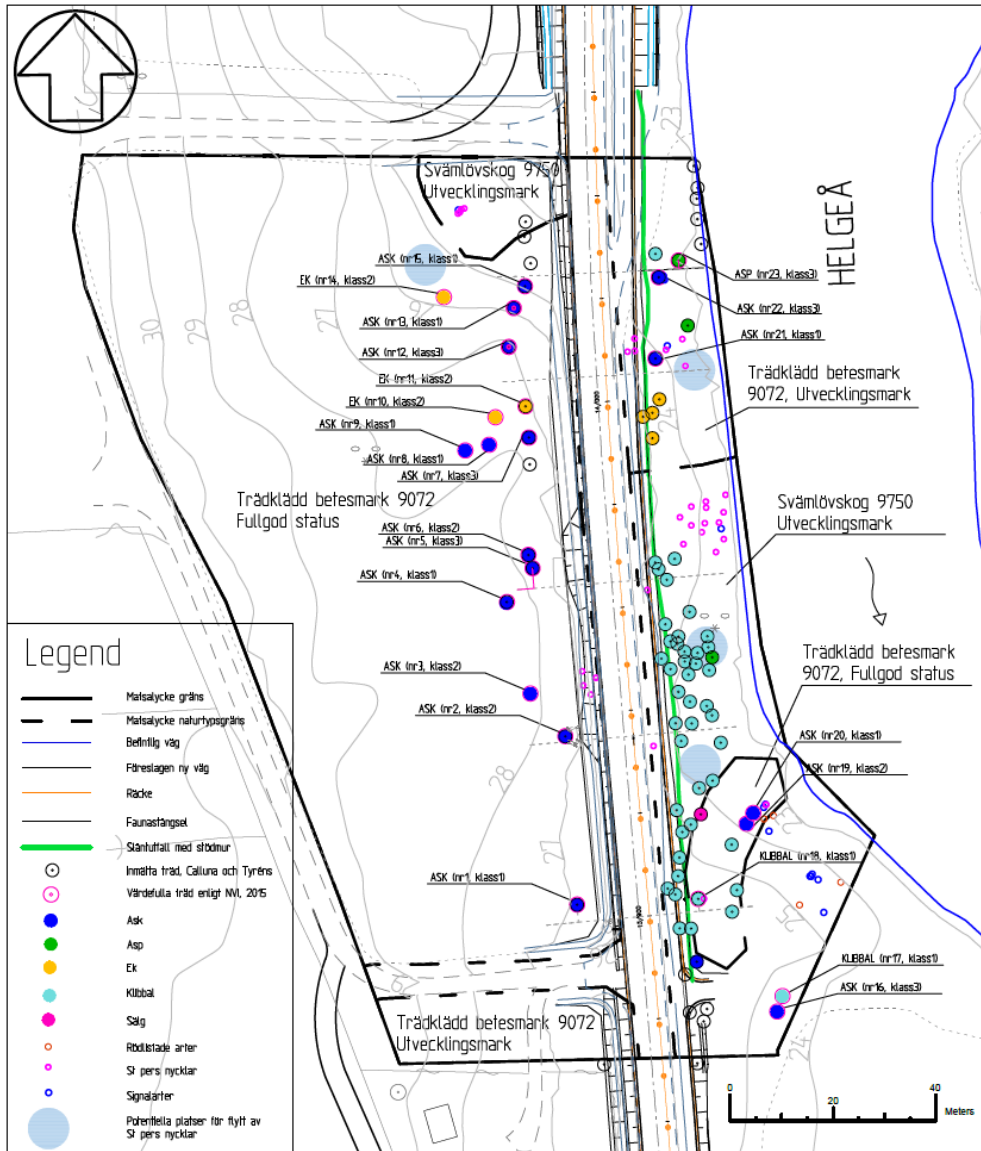 Svämlövskog 9750
Utvecklingsmark
HELGEÅ
ASK (nr15, klass1)
EK (nr14, klass2)
ASK (nr13, klass1)
ASK (nr12, klass3)
EK (nr11, klass2)
EK (nr10, klass2)
ASK (nr9, klass1)
ASK (nr8, klass1)
ASK (nr7, klass3)
Trädklädd betesmark 9072
Fullgod status
ASK (nr6, klass2)
ASK (nr5, klass3)
ASK (nr4, klass1)
ASK (nr3, klass2)
ASK (nr2, klass2)
ASK (nr1, klass1)
ASP (nr23, klass3)
ASK (nr22, klass3)
ASK (nr21, klass1)
Trädklädd betesmark
9072, Utvecklingsmark
Svämlövskog 9750
Utvecklingsmark
Trädklädd betesmark
9072, Fullgod status
ASK (nr20, klass1)
ASK (nr19, klass2)
KLIBBAL (nr18, klass1)
KLIBBAL (nr17, klass1)
ASK (nr16, klass3)
Trädklädd betesmark 9072
Utvecklingsmark
30
29
28
27
23
24
28
27
25
24
Legend
Matsalycke gräns
Matsalycke naturtypsgräns
Befintlig väg
Föreslagen ny väg
Räcke
Faunastängsel
Släntutfall med stödmur
Inmätta träd, Calluna och Tyréns
Värdefulla träd enligt NVI, 2015
Ask
Asp
Ek
Klibbal
Sälg
Rödlistade arter
St pers nycklar
Signalarter
Potentiella platser för flytt av
St pers nycklar
0
20
40
Meters